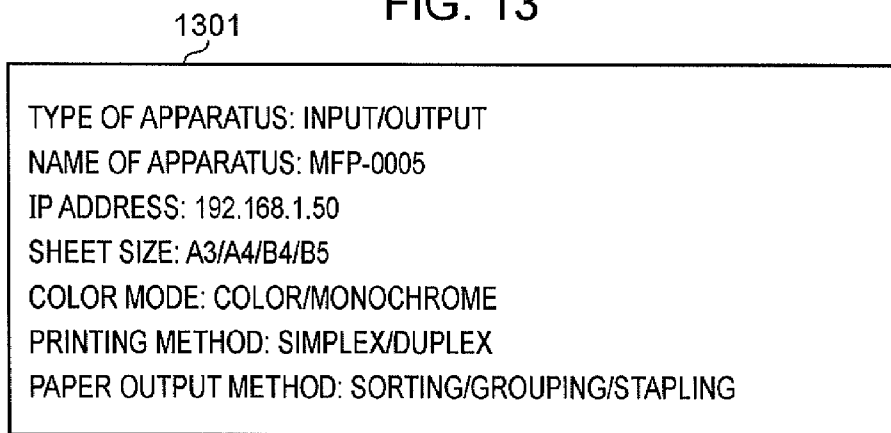 FIG. 13
1301
TYPE OF APPARATUS: INPUT/OUTPUT
NAME OF APPARATUS: MFP-0005
IP ADDRESS: 192.168.1.50
SHEET SIZE: A3/A4/B4/B5
COLOR MODE: COLOR/MONOCHROME
PRINTING METHOD: SIMPLEX/DUPLEX
PAPER OUTPUT METHOD: SORTING/GROUPING/STAPLING